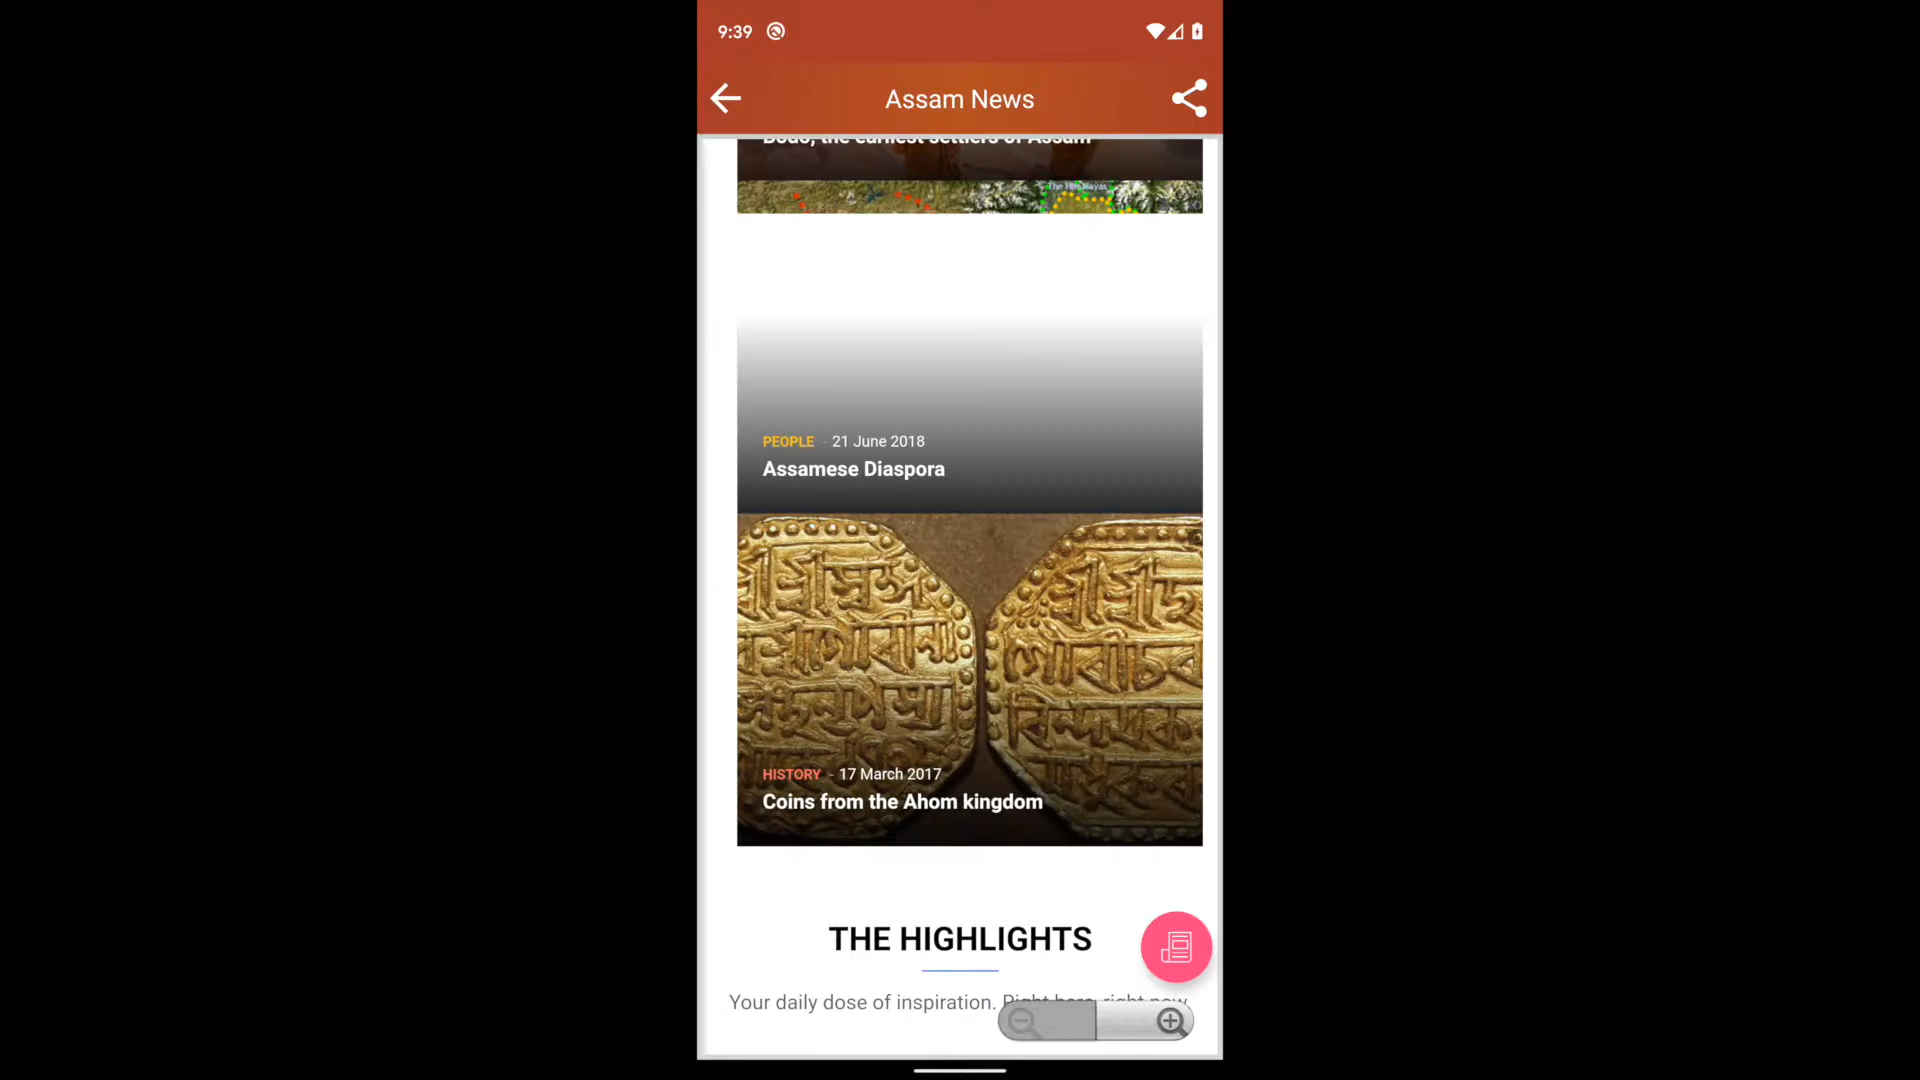 9:39
Assam News
Bodo, the earliest settlers of Assam
The Himalayas
PEOPLE - 21 June 2018
Assamese Diaspora
HISTORY - 17 March 2017
Coins from the Ahom kingdom
THE HIGHLIGHTS
Your daily dose of inspiration. Right here, right now.